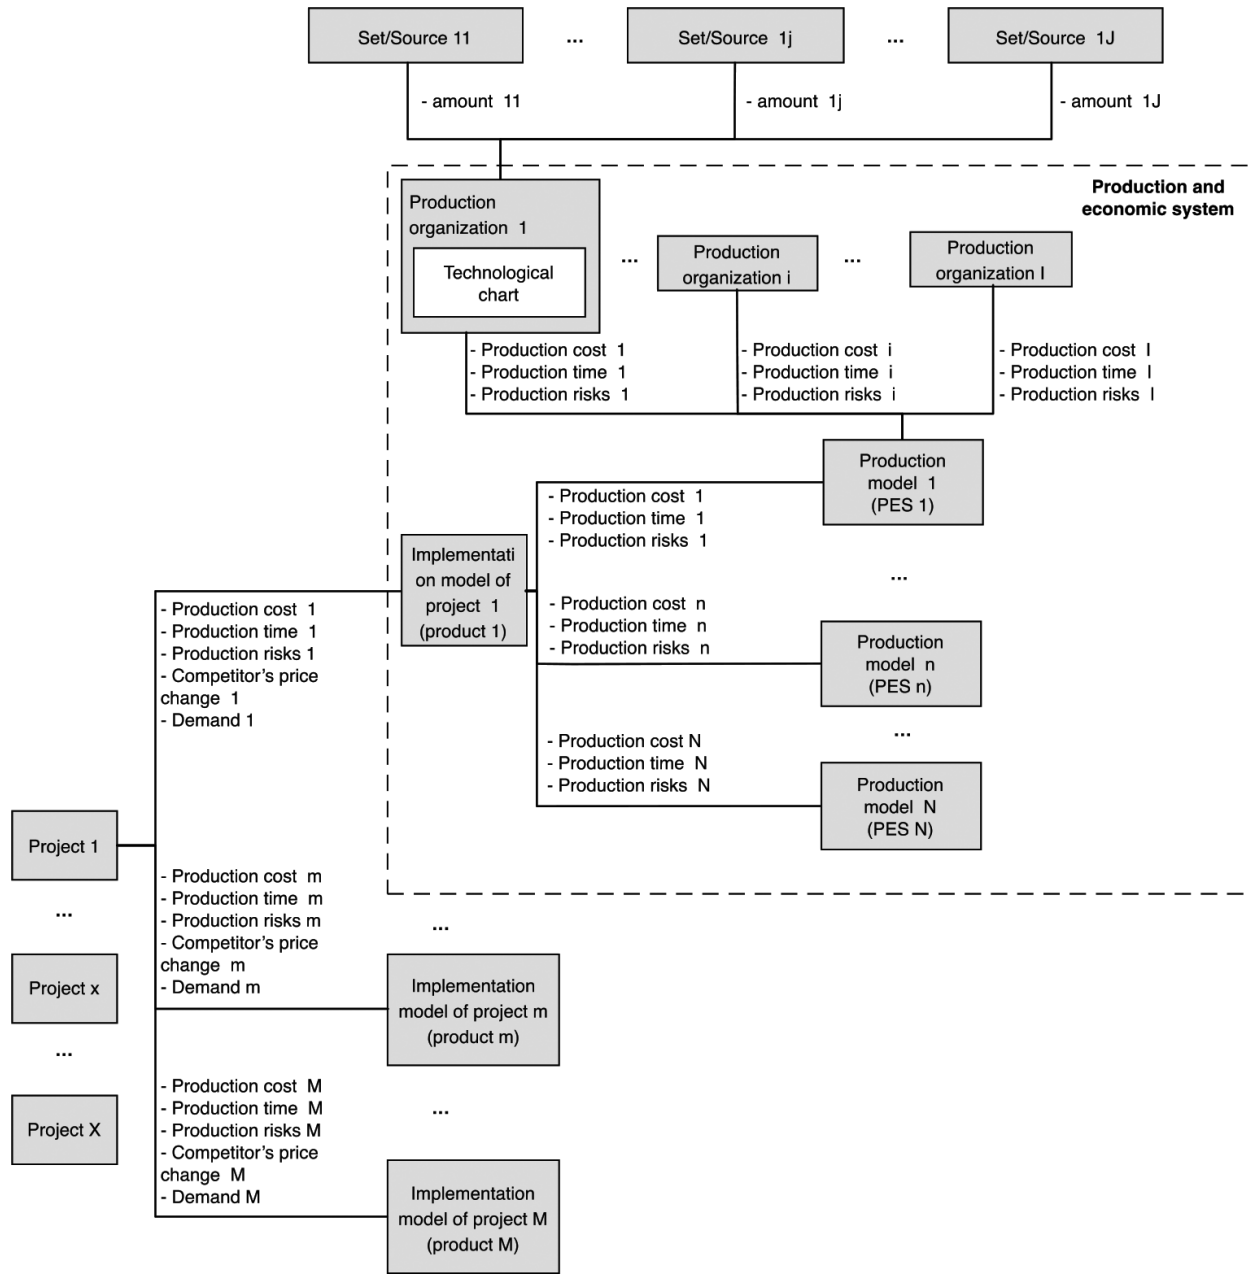 Set/Source 11
...
Set/Source 1j
...
Set/Source 1J
- amount 11
- amount 1j
- amount 1J
Production and
economic system
Production
organization 1
Technological
chart
...
Production
organization i
...
Production
organization I
- Production cost 1
- Production time 1
- Production risks 1
- Production cost i
- Production time i
- Production risks i
- Production cost I
- Production time I
- Production risks I
Production
model 1
(PES 1)
- Production cost 1
- Production time 1
- Production risks 1
Implementati
on model of
project 1
(product 1)
...
- Production cost n
- Production time n
- Production risks n
Production
model n
(PES n)
...
- Production cost N
- Production time N
- Production risks N
Production
model N
(PES N)
- Production cost 1
- Production time 1
- Production risks 1
- Competitor's price
change 1
- Demand 1
Project 1
...
Project x
...
Project X
- Production cost m
- Production time m
- Production risks m
- Competitor's price
change m
- Demand m
...
Implementation
model of project m
(product m)
- Production cost M
- Production time M
- Production risks M
- Competitor's price
change M
- Demand M
...
Implementation
model of project M
(product M)